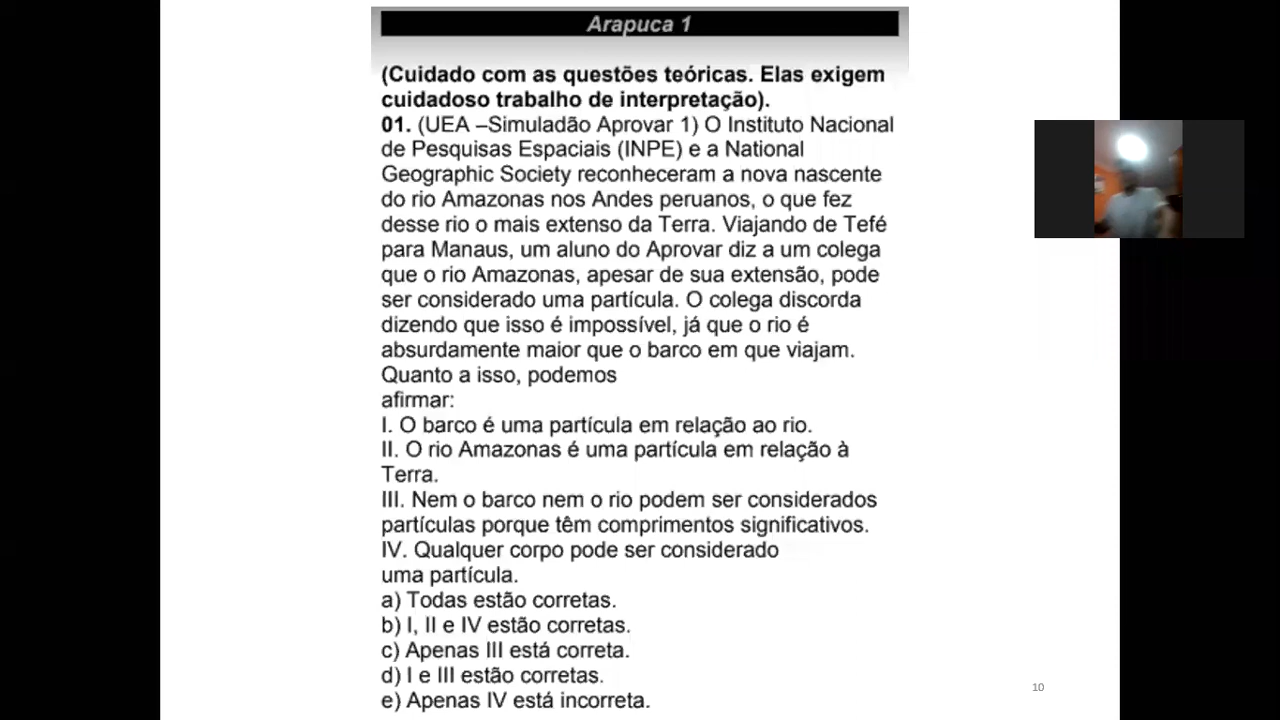 Arapuca 1
(Cuidado com as questões teóricas. Elas exigem
cuidadoso trabalho de interpretação).
01. (UEA –Simuladão Aprovar 1) O Instituto Nacional
de Pesquisas Espaciais (INPE) e a National
Geographic Society reconheceram a nova nascente
do rio Amazonas nos Andes peruanos, o que fez
desse rio o mais extenso da Terra. Viajando de Tefé
para Manaus, um aluno do Aprovar diz a um colega
que o rio Amazonas, apesar de sua extensão, pode
ser considerado uma partícula. O colega discorda
dizendo que isso é impossível, já que o rio é
absurdamente maior que o barco em que viajam.
Quanto a isso, podemos
afirmar:
I. O barco é uma partícula em relação ao rio.
II. O rio Amazonas é uma partícula em relação à
Terra.
III. Nem o barco nem o rio podem ser considerados
partículas porque têm comprimentos significativos.
IV. Qualquer corpo pode ser considerado
uma partícula.
a) Todas estão corretas.
b) I, II e IV estão corretas.
c) Apenas III está correta.
d) I e III estão corretas.
e) Apenas IV está incorreta.
10